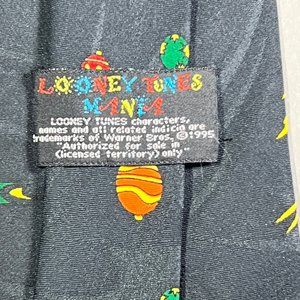 LOONEY TUNES
MANIA
LOONEY TUNES characters,
names and all related indicia are
trademarks of Warner Bros. ©1995
"Authorized for sale in
(licensed territory) only"